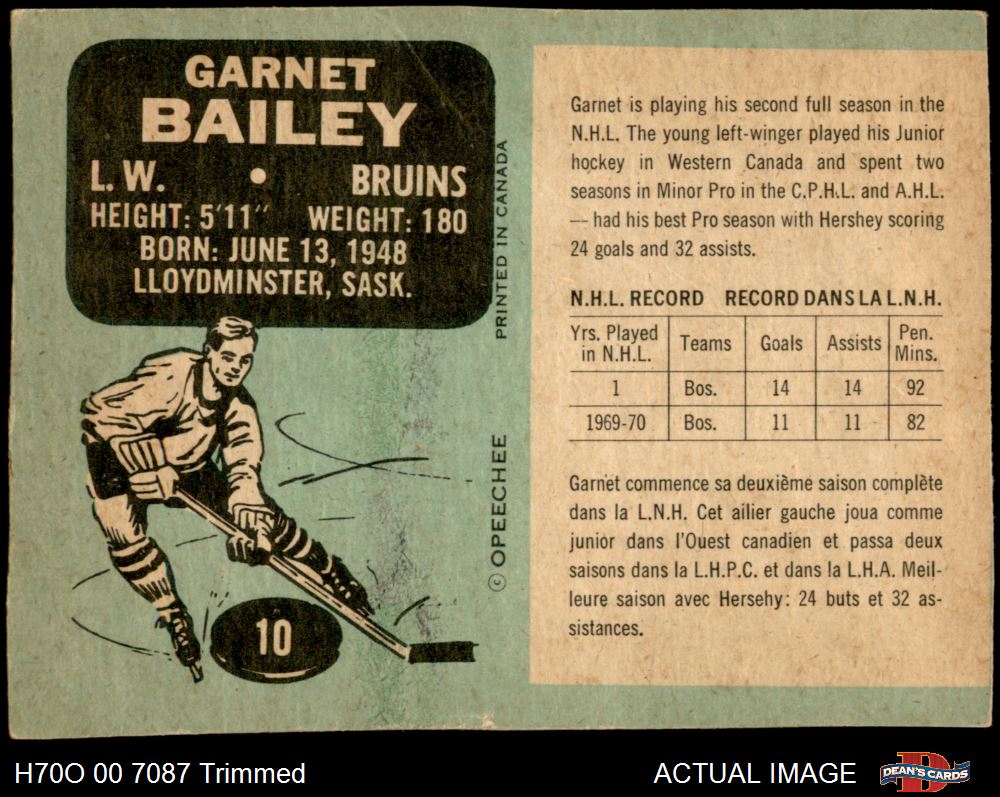 GARNET
BAILEY
L. W. • BRUINS
HEIGHT: 5'11" WEIGHT: 180
BORN: JUNE 13, 1948
LLOYDMINSTER, SASK.
PRINTED IN CANADA
© OPEECHEE
10
Garnet is playing his second full season in the
N.H.L. The young left-winger played his Junior
hockey in Western Canada and spent two
seasons in Minor Pro in the C.P.H.L. and A.H.L.
— had his best Pro season with Hershey scoring
24 goals and 32 assists.
N.H.L. RECORD RECORD DANS LA L.N.H.
Yrs. Played in N.H.L. Teams Goals Assists Pen. Mins.
1 Bos. 14 14 92
1969-70 Bos. 11 11 82
Garnet commence sa deuxième saison complète
dans la L.N.H. Cet ailier gauche joua comme
junior dans l'Ouest canadien et passa deux
saisons dans la L.H.P.C. et dans la L.H.A. Meil-
leure saison avec Hersehy: 24 buts et 32 as-
sistances.
H70O 00 7087 Trimmed
ACTUAL IMAGE
DEAN'S CARDS